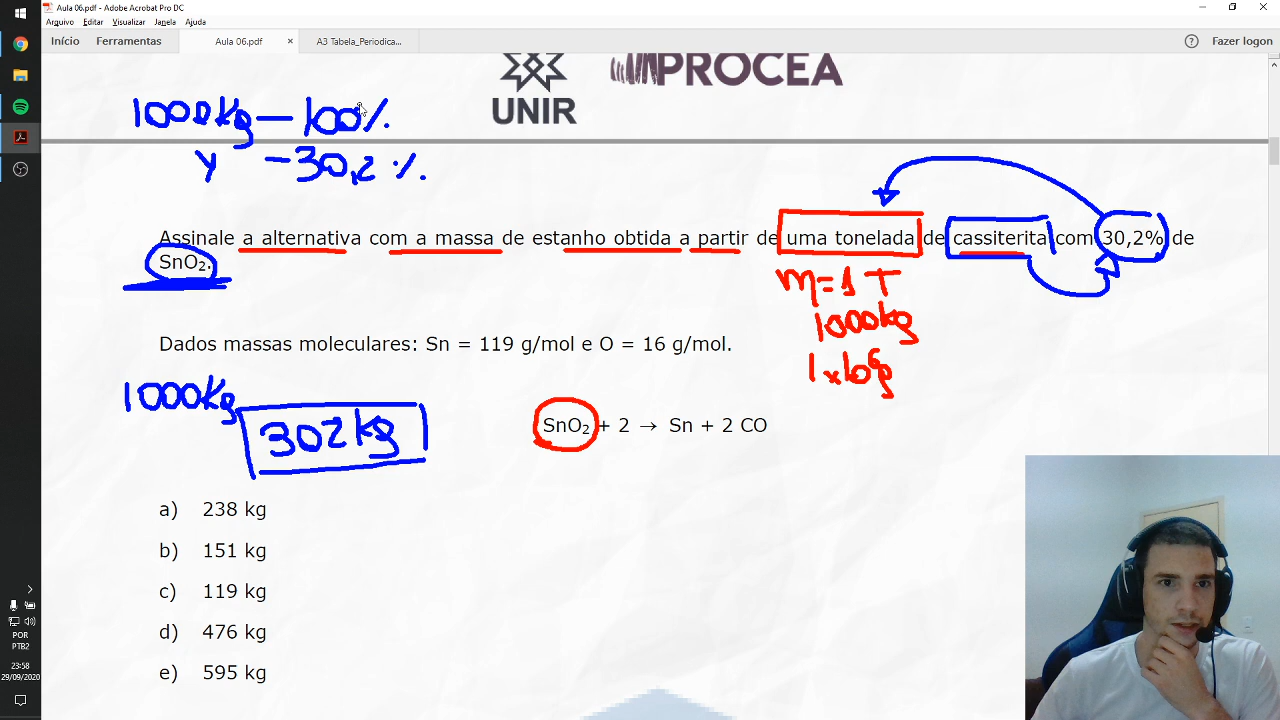 Aula 06.pdf - Adobe Acrobat Pro DC
Arquivo Editar Visualizar Janela Ajuda
Início Ferramentas Aula 06.pdf × A3 Tabela_Periodica... ? Fazer logon
UNIR PROCEA
1000kg — 100%
y - 30,2 %
Assinale a alternativa com a massa de estanho obtida a partir de uma tonelada de cassiterita com 30,2% de
SnO₂.
m=1 T
1000kg
1x10⁶g
Dados massas moleculares: Sn = 119 g/mol e O = 16 g/mol.
1000kg
302kg
SnO₂ + 2 → Sn + 2 CO
a) 238 kg
b) 151 kg
c) 119 kg
d) 476 kg
e) 595 kg
POR
PTB2
23:58
29/09/2020